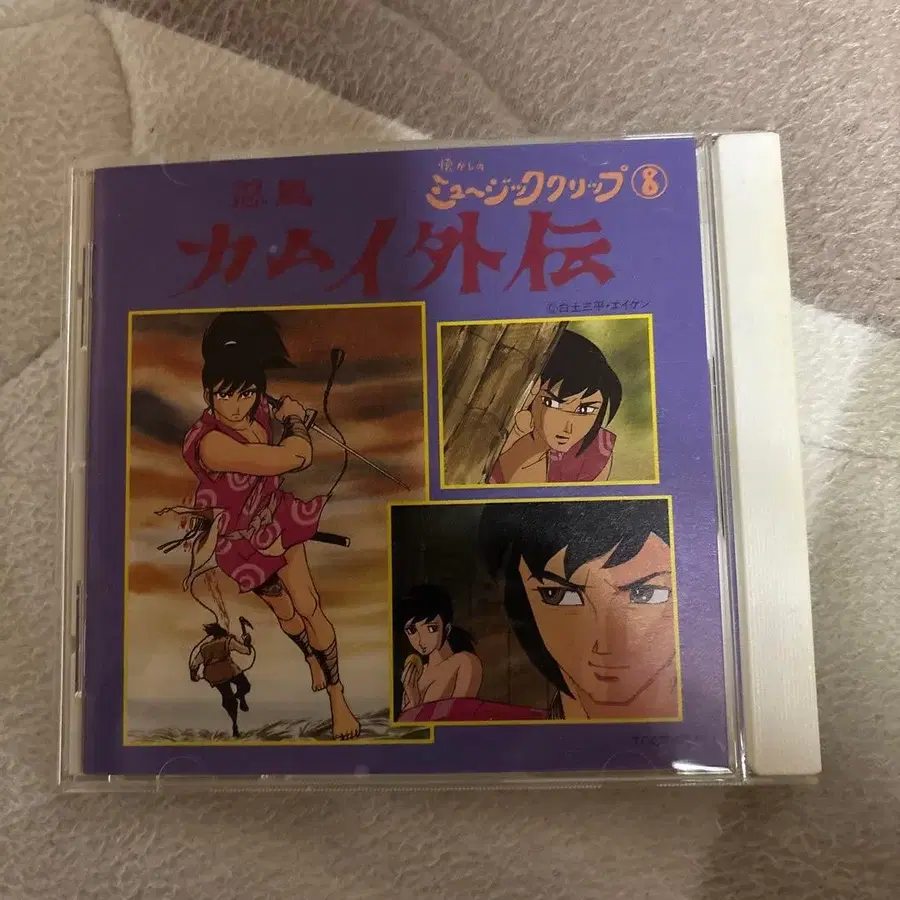 懐かしの
ミュージッククリップ⑧
忍風
カムイ外伝
©白土三平・エイケン